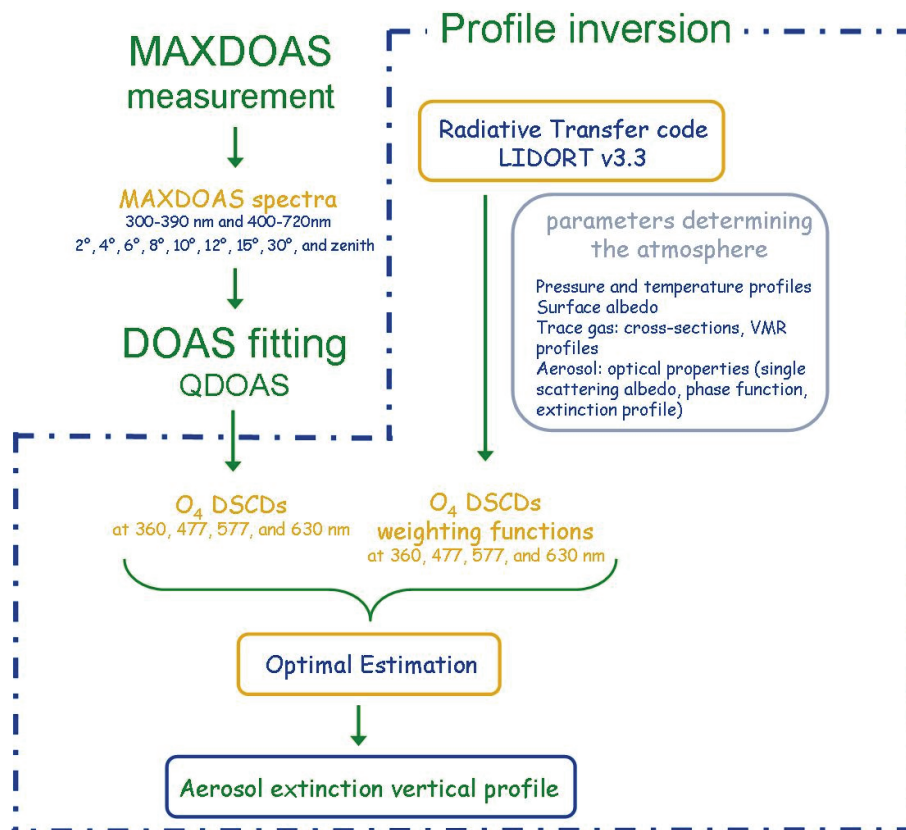 Profile inversion
MAXDOAS
measurement
MAXDOAS spectra
300-390 nm and 400-720nm
2°, 4°, 6°, 8°, 10°, 12°, 15°, 30°, and zenith
DOAS fitting
QDOAS
Radiative Transfer code
LIDORT v3.3
parameters determining
the atmosphere
Pressure and temperature profiles
Surface albedo
Trace gas: cross-sections, VMR
profiles
Aerosol: optical properties (single
scattering albedo, phase function,
extinction profile)
O₄ DSCDs
at 360, 477, 577, and 630 nm
O₄ DSCDs
weighting functions
at 360, 477, 577, and 630 nm
Optimal Estimation
Aerosol extinction vertical profile